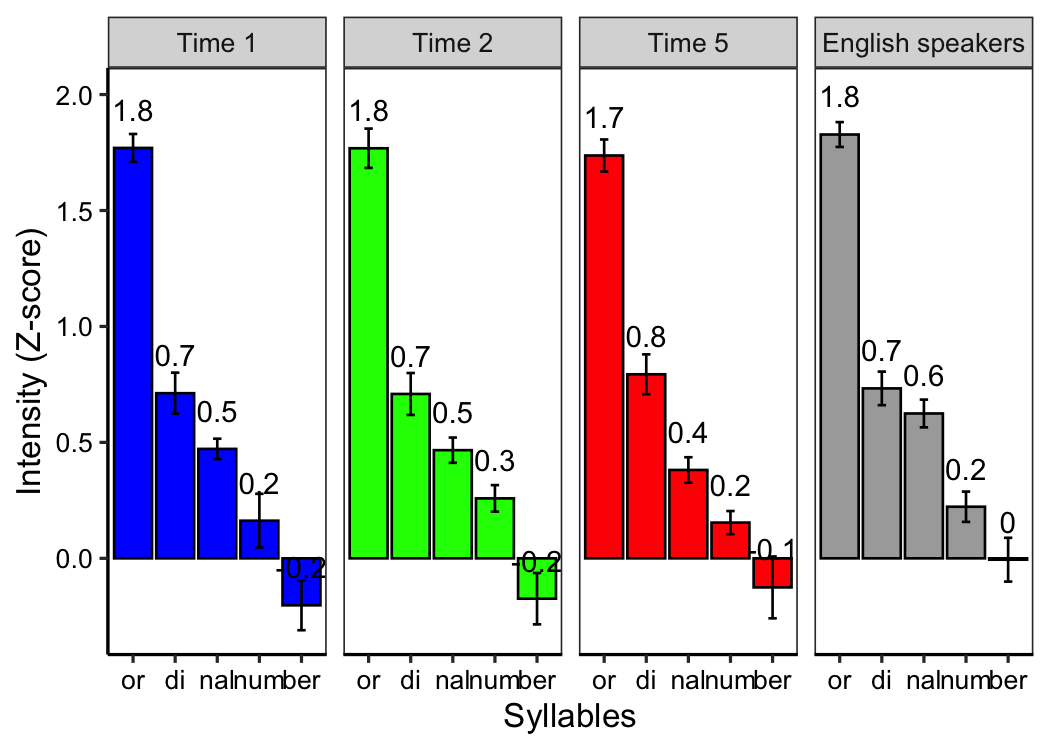 Time 1
Time 2
Time 5
English speakers
Intensity (Z-score)
2.0
1.5
1.0
0.5
0.0
1.8
0.7
0.5
0.2
-0.2
1.8
0.7
0.5
0.3
-0.2
1.7
0.8
0.4
0.2
-0.1
1.8
0.7
0.6
0.2
0
or di nal num ber
or di nal num ber
or di nal num ber
or di nal num ber
Syllables